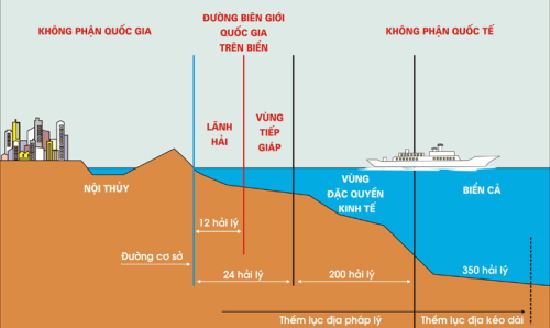 KHÔNG PHẬN QUỐC GIA
ĐƯỜNG BIÊN GIỚI
QUỐC GIA
TRÊN BIỂN
KHÔNG PHẬN QUỐC TẾ
LÃNH
HẢI
VÙNG
TIẾP
GIÁP
NỘI THỦY
VÙNG
ĐẶC QUYỀN
KINH TẾ
BIỂN CẢ
12 hải lý
Đường cơ sở
24 hải lý
200 hải lý
350 hải lý
Thềm lục địa pháp lý
Thềm lục địa kéo dài